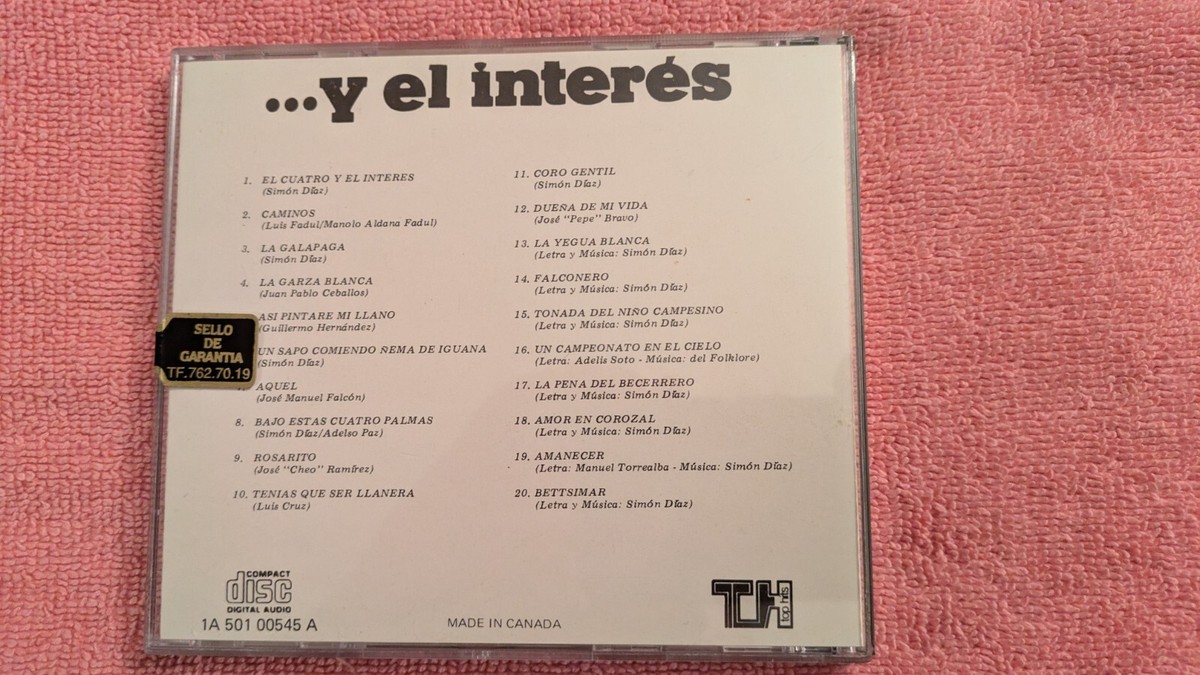 ...y el interés
1. EL CUATRO Y EL INTERES
(Simón Díaz)
2. CAMINOS
(Luis Fadul/Manolo Aldana Fadul)
3. LA GALAPAGA
(Simón Díaz)
4. LA GARZA BLANCA
(Juan Pablo Ceballos)
ASI PINTARE MI LLANO
(Guillermo Hernández)
UN SAPO COMIENDO ÑEMA DE IGUANA
(Simón Díaz)
AQUEL
(José Manuel Falcón)
8. BAJO ESTAS CUATRO PALMAS
(Simón Díaz/Adelso Paz)
9. ROSARITO
(José "Cheo" Ramírez)
10. TENIAS QUE SER LLANERA
(Luis Cruz)
11. CORO GENTIL
(Simón Díaz)
12. DUEÑA DE MI VIDA
(José "Pepe" Bravo)
13. LA YEGUA BLANCA
(Letra y Música: Simón Díaz)
14. FALCONERO
(Letra y Música: Simón Díaz)
15. TONADA DEL NIÑO CAMPESINO
(Letra y Música: Simón Díaz)
16. UN CAMPEONATO EN EL CIELO
(Letra: Adelis Soto - Música: del Folklore)
17. LA PENA DEL BECERRERO
(Letra y Música: Simón Díaz)
18. AMOR EN COROZAL
(Letra y Música: Simón Díaz)
19. AMANECER
(Letra: Manuel Torrealba - Música: Simón Díaz)
20. BETTSIMAR
(Letra y Música: Simón Díaz)
SELLO
DE
GARANTIA
TF.762.70.19
COMPACT
disc
DIGITAL AUDIO
1A 501 00545 A
MADE IN CANADA
TH
top hits